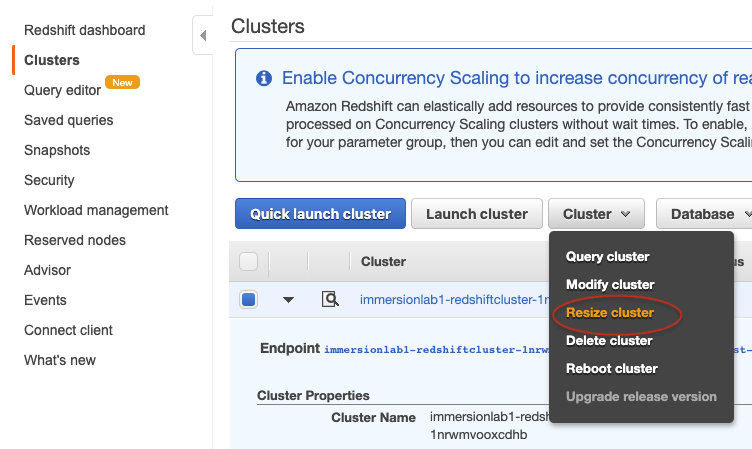 Redshift dashboard
Clusters
Query editor New
Saved queries
Snapshots
Security
Workload management
Reserved nodes
Advisor
Events
Connect client
What's new
Clusters
Enable Concurrency Scaling to increase concurrency of rea
Amazon Redshift can elastically add resources to provide consistently fast
processed on Concurrency Scaling clusters without wait times. To enable,
for your parameter group, then you can edit and set the Concurrency Scali
Quick launch cluster Launch cluster Cluster Database
Cluster us
immersionlab1-redshiftcluster-1n
Endpoint immersionlab1-redshiftcluster-1nrw st-
Cluster Properties
Cluster Name immersionlab1-redsh
1nrwmvooxcdhb
Query cluster
Modify cluster
Resize cluster
Delete cluster
Reboot cluster
Upgrade release version